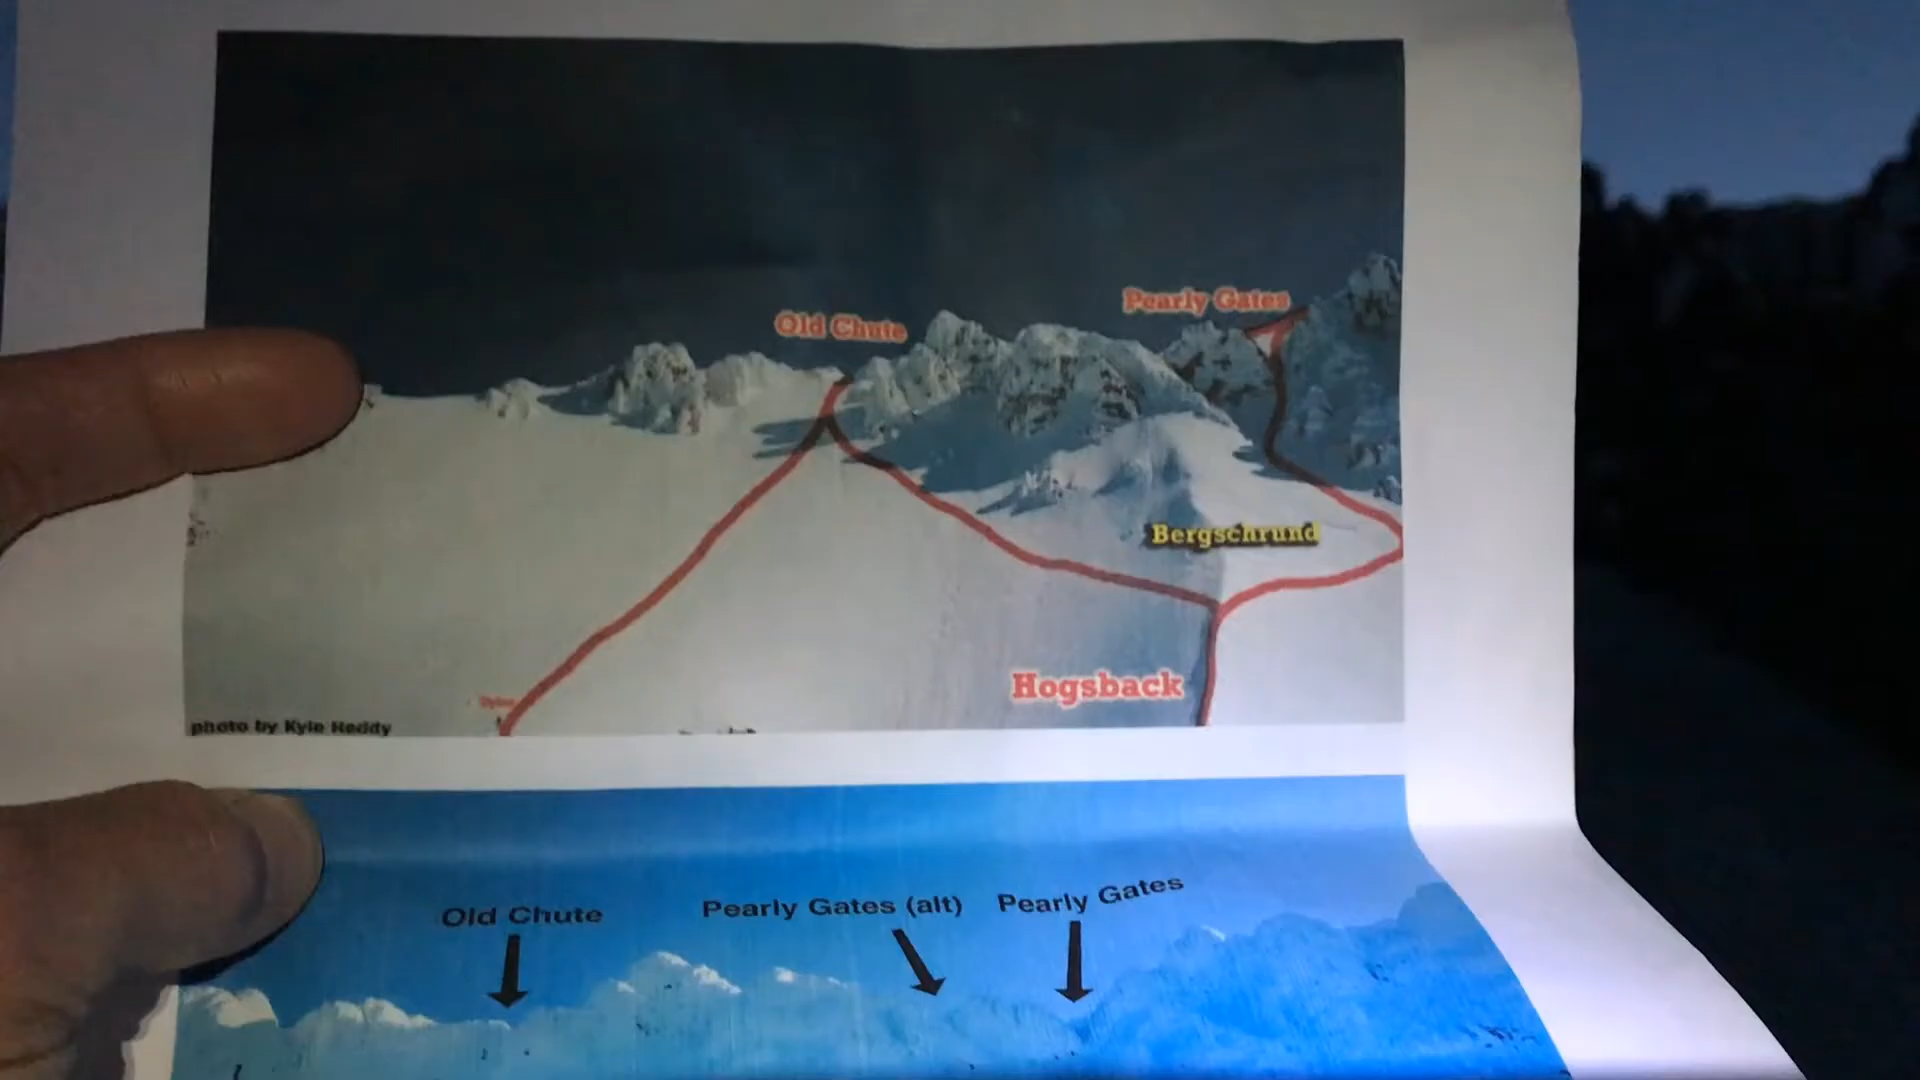 Pearly Gates
Old Chute
Bergschrund
Hogsback
photo by Kyle Heddy
Old Chute
Pearly Gates (alt)
Pearly Gates